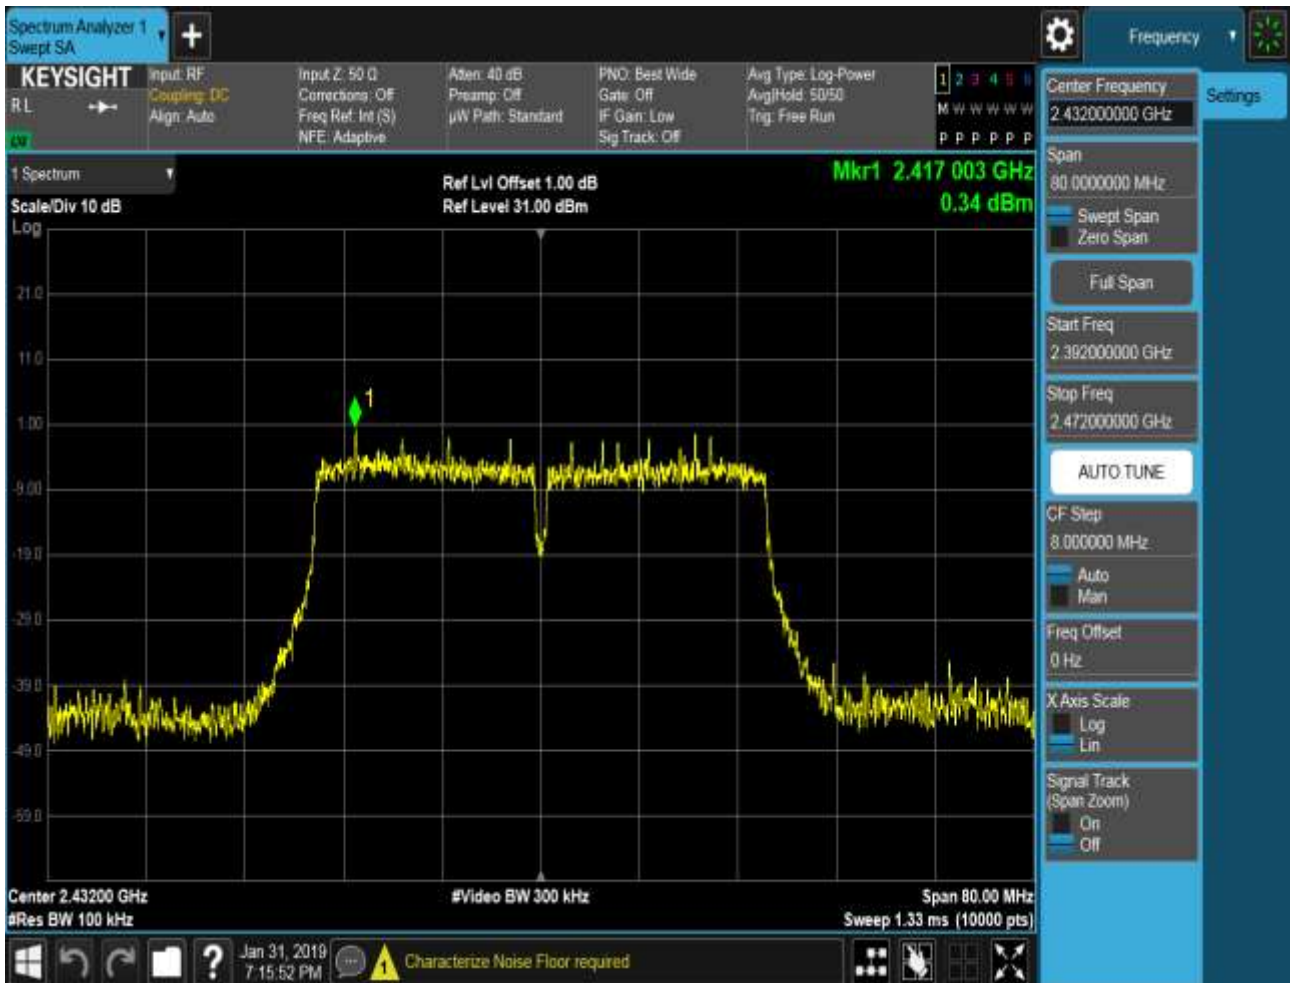 Spectrum Analyzer 1
Swept SA
Frequency
KEYSIGHT
R L
Input: RF
Coupling: DC
Align: Auto
Input Z: 50 Ω
Corrections: Off
Freq Ref: Int (S)
NFE: Adaptive
Atten: 40 dB
Preamp: Off
µW Path: Standard
PNO: Best Wide
Gate: Off
IF Gain: Low
Sig Track: Off
Avg Type: Log-Power
Avg|Hold: 50/50
Trig: Free Run
1 2 3 4 5 6
M W W W W W
P P P P P P
1 Spectrum
Scale/Div 10 dB
Log
Ref Lvl Offset 1.00 dB
Ref Level 31.00 dBm
Mkr1 2.417 003 GHz
0.34 dBm
21.0
11.0
1.00
-9.00
-19.0
-29.0
-39.0
-49.0
-59.0
1
Center 2.43200 GHz
#Res BW 100 kHz
#Video BW 300 kHz
Span 80.00 MHz
Sweep 1.33 ms (10000 pts)
Jan 31, 2019
7:15:52 PM
Characterize Noise Floor required
Center Frequency
2.432000000 GHz
Settings
Span
80.0000000 MHz
Swept Span
Zero Span
Full Span
Start Freq
2.392000000 GHz
Stop Freq
2.472000000 GHz
AUTO TUNE
CF Step
8.000000 MHz
Auto
Man
Freq Offset
0 Hz
X Axis Scale
Log
Lin
Signal Track
(Span Zoom)
On
Off